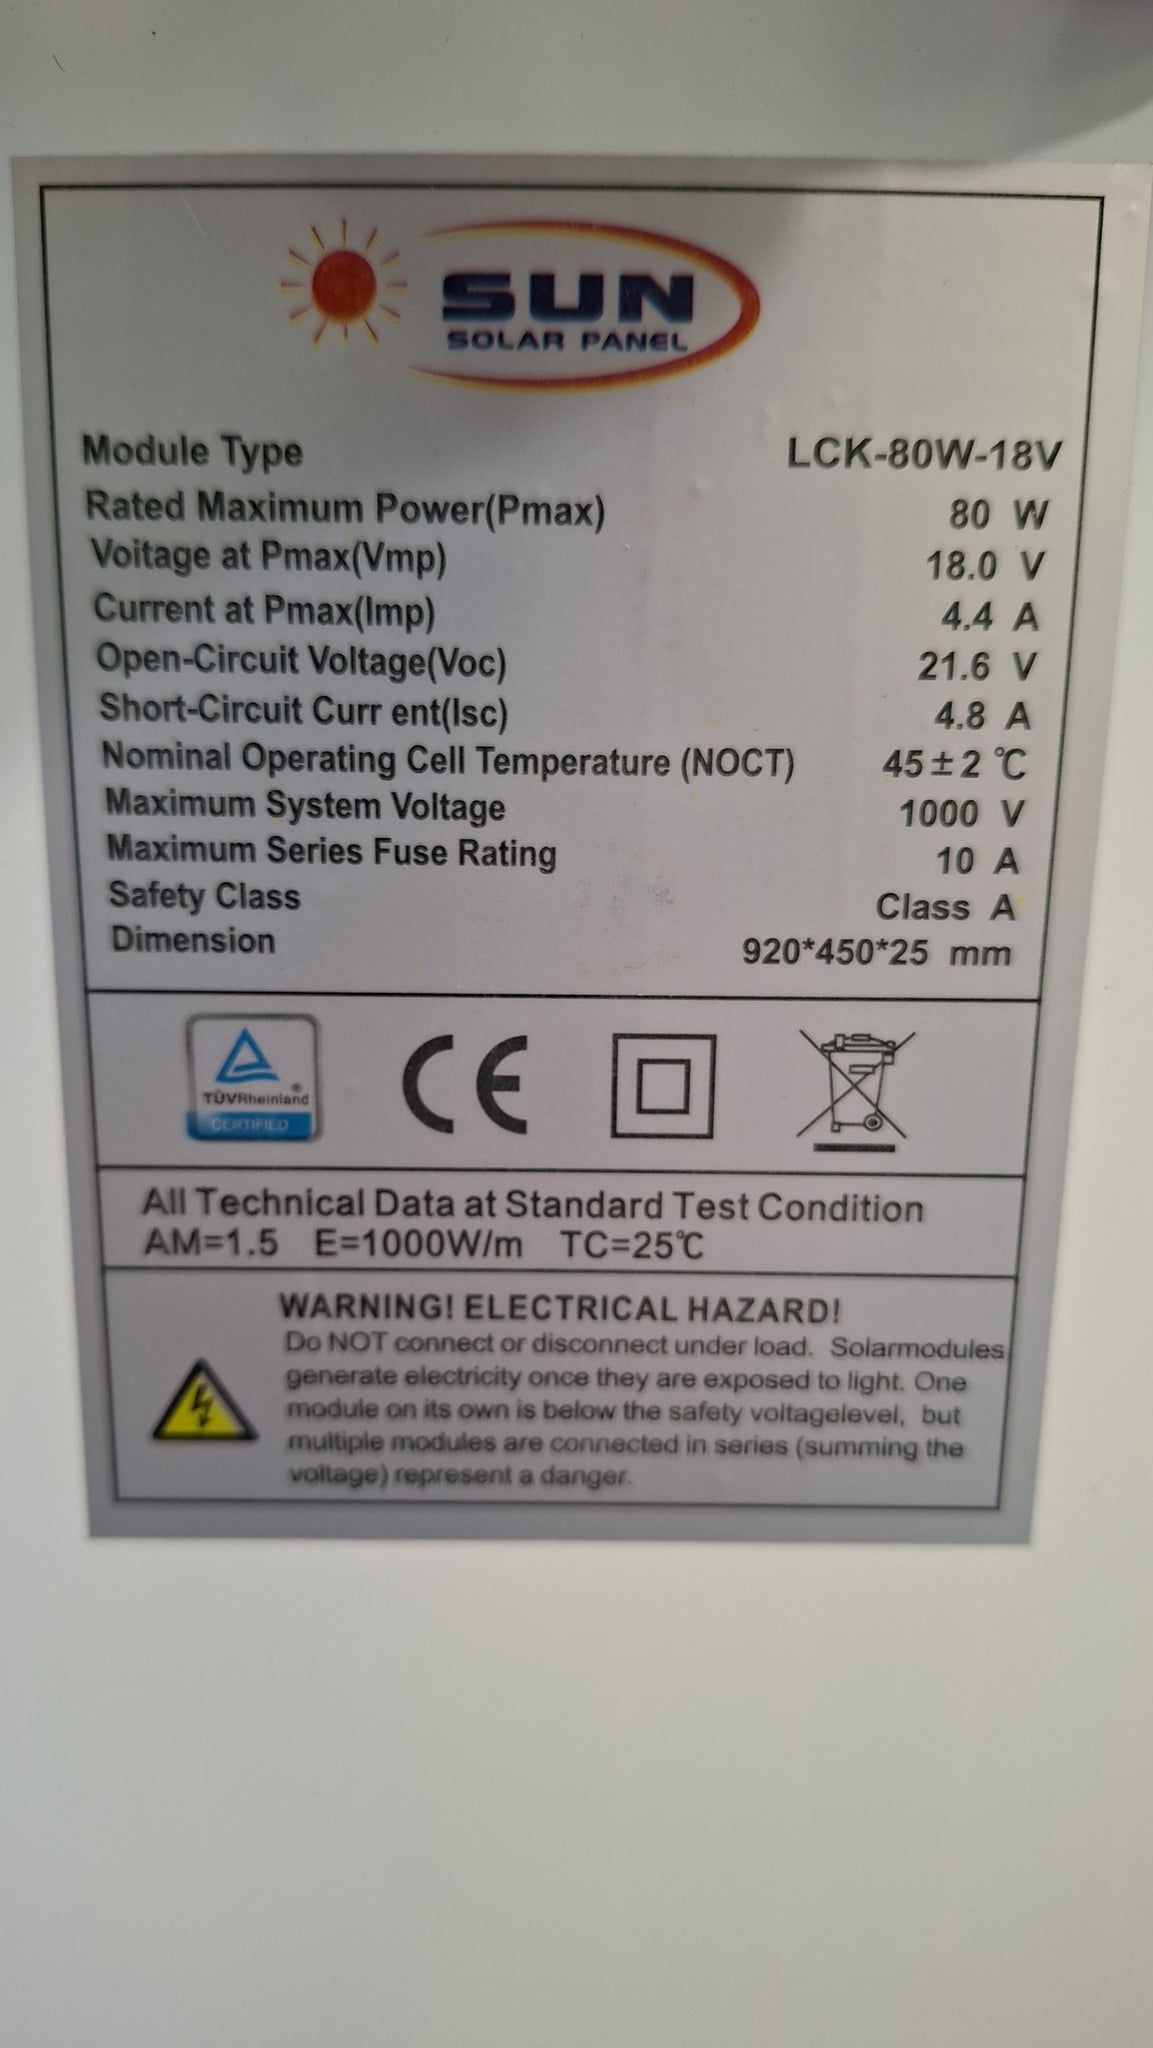 SUN
SOLAR PANEL
Module Type LCK-80W-18V
Rated Maximum Power(Pmax) 80 W
Voitage at Pmax(Vmp) 18.0 V
Current at Pmax(Imp) 4.4 A
Open-Circuit Voltage(Voc) 21.6 V
Short-Circuit Curr ent(Isc) 4.8 A
Nominal Operating Cell Temperature (NOCT) 45±2 ℃
Maximum System Voltage 1000 V
Maximum Series Fuse Rating 10 A
Safety Class Class A
Dimension 920*450*25 mm
TÜVRheinland®
CERTIFIED
CE
All Technical Data at Standard Test Condition
AM=1.5 E=1000W/m TC=25℃
WARNING! ELECTRICAL HAZARD!
Do NOT connect or disconnect under load. Solarmodules
generate electricity once they are exposed to light. One
module on its own is below the safety voltagelevel, but
multiple modules are connected in series (summing the
voltage) represent a danger.